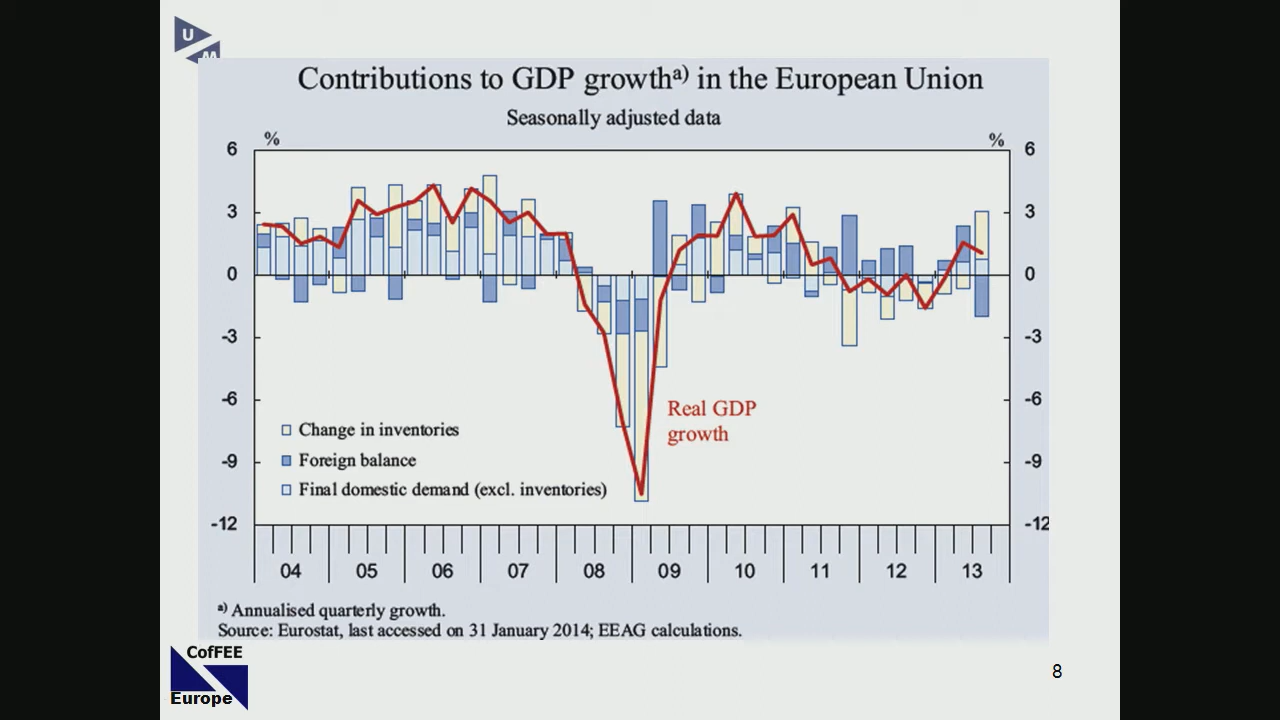 U
M
Contributions to GDP growth a) in the European Union
Seasonally adjusted data
% %
6 6
3 3
0 0
-3 -3
-6 -6
-9 -9
-12 -12
Real GDP
growth
Change in inventories
Foreign balance
Final domestic demand (excl. inventories)
04 05 06 07 08 09 10 11 12 13
a) Annualised quarterly growth.
Source: Eurostat, last accessed on 31 January 2014; EEAG calculations.
CofFEE
Europe
8